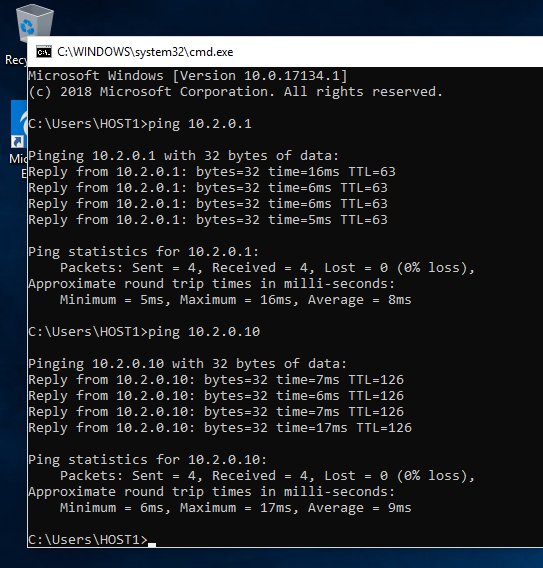 Recy
C:\WINDOWS\system32\cmd.exe
Microsoft Windows [Version 10.0.17134.1]
(c) 2018 Microsoft Corporation. All rights reserved.
C:\Users\HOST1>ping 10.2.0.1
Pinging 10.2.0.1 with 32 bytes of data:
Reply from 10.2.0.1: bytes=32 time=16ms TTL=63
Reply from 10.2.0.1: bytes=32 time=6ms TTL=63
Reply from 10.2.0.1: bytes=32 time=6ms TTL=63
Reply from 10.2.0.1: bytes=32 time=5ms TTL=63
Ping statistics for 10.2.0.1:
Packets: Sent = 4, Received = 4, Lost = 0 (0% loss),
Approximate round trip times in milli-seconds:
Minimum = 5ms, Maximum = 16ms, Average = 8ms
C:\Users\HOST1>ping 10.2.0.10
Pinging 10.2.0.10 with 32 bytes of data:
Reply from 10.2.0.10: bytes=32 time=7ms TTL=126
Reply from 10.2.0.10: bytes=32 time=6ms TTL=126
Reply from 10.2.0.10: bytes=32 time=7ms TTL=126
Reply from 10.2.0.10: bytes=32 time=17ms TTL=126
Ping statistics for 10.2.0.10:
Packets: Sent = 4, Received = 4, Lost = 0 (0% loss),
Approximate round trip times in milli-seconds:
Minimum = 6ms, Maximum = 17ms, Average = 9ms
C:\Users\HOST1>
Mic
E